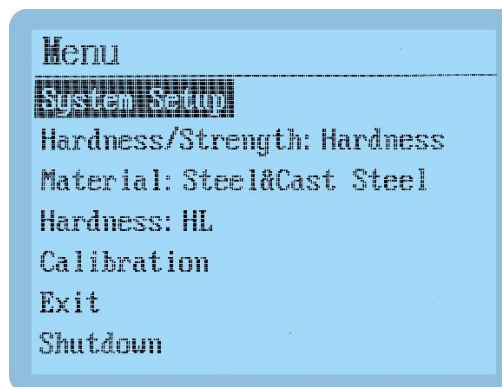 Menu
System Setup
Hardness/Strength: Hardness
Material: Steel&Cast Steel
Hardness: HL
Calibration
Exit
Shutdown